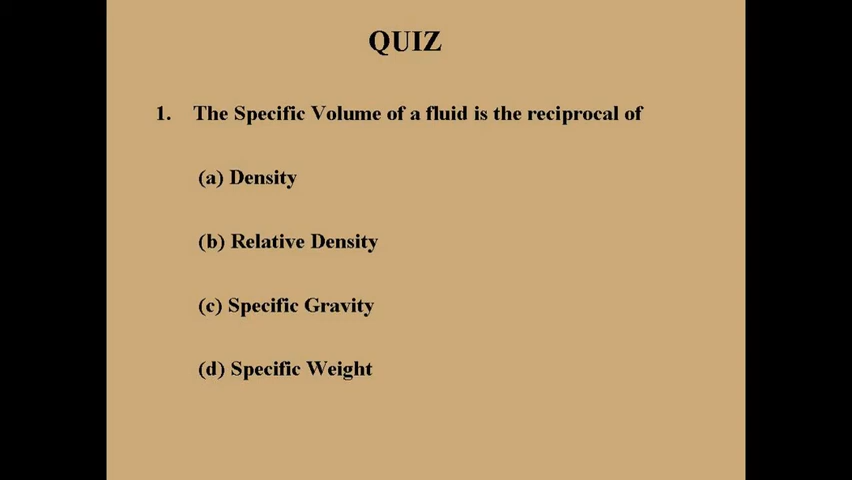 QUIZ
1. The Specific Volume of a fluid is the reciprocal of
(a) Density
(b) Relative Density
(c) Specific Gravity
(d) Specific Weight